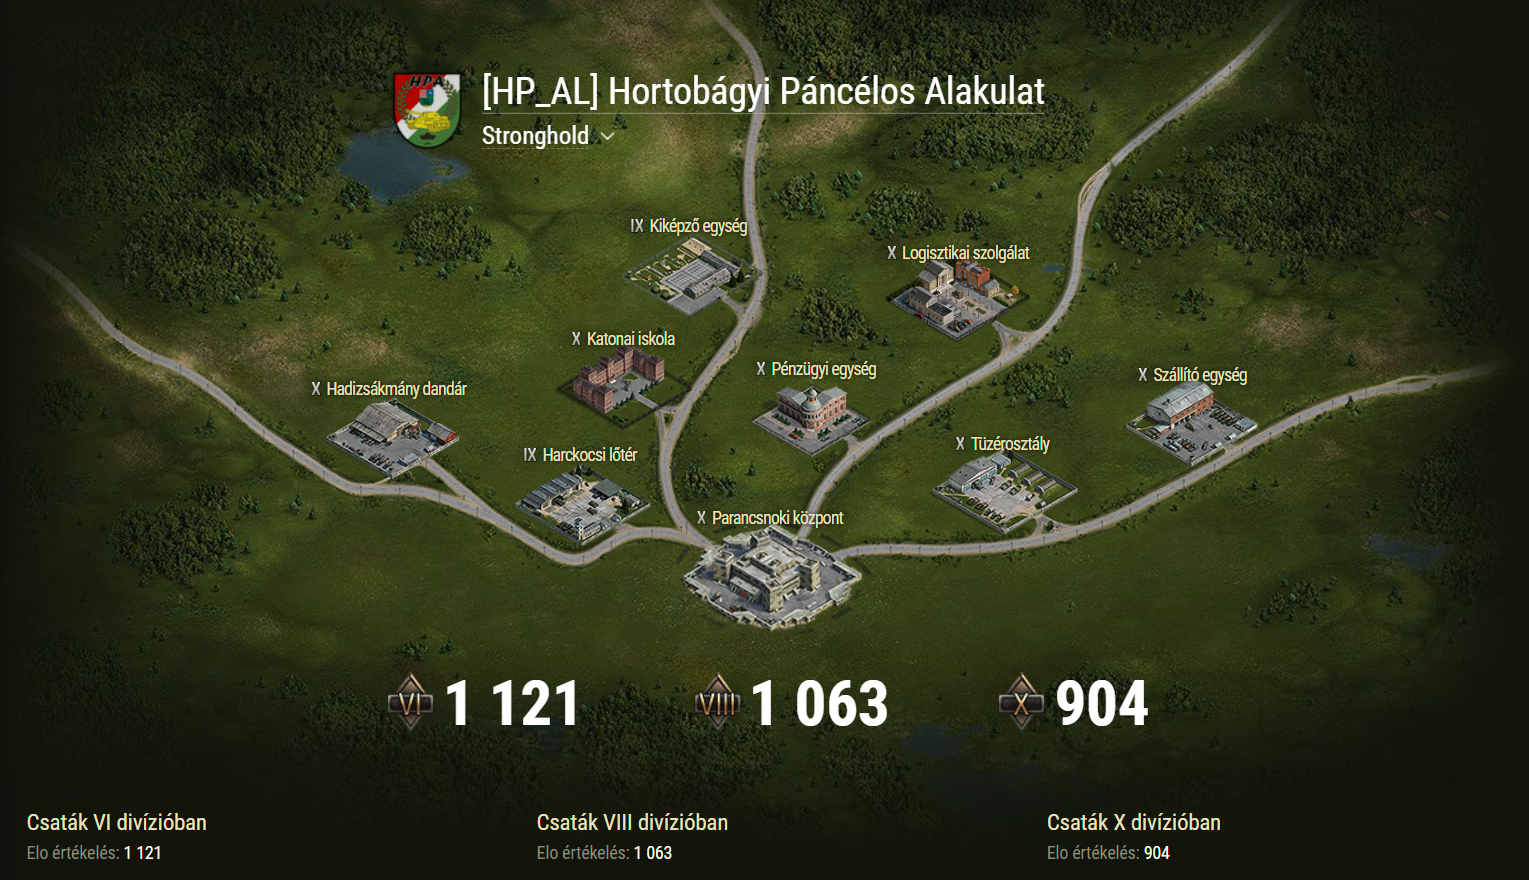 HPA
[HP_AL] Hortobágyi Páncélos Alakulat
Stronghold
IX Kiképző egység
X Logisztikai szolgálat
X Katonai iskola
X Pénzügyi egység
X Szállító egység
X Hadizsákmány dandár
X Tüzérosztály
IX Harckocsi lőtér
X Parancsnoki központ
VI 1 121
VIII 1 063
X 904
Csaták VI divízióban
Elo értékelés: 1 121
Csaták VIII divízióban
Elo értékelés: 1 063
Csaták X divízióban
Elo értékelés: 904